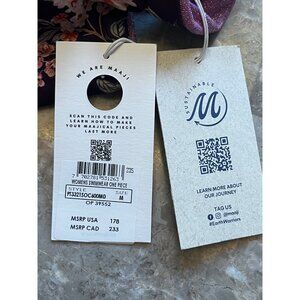 WE ARE MAAJI
SCAN THIS CODE AND
LEARN HOW TO MAKE
YOUR MAAJICAL PIECES
LAST MORE
WOMENS SWIMWEAR ONE PIECE
STYLE
SIZE
M
OP 39552
MSRP USA 178
MSRP CAD 233
SUSTAINABLE
M
LEARN MORE ABOUT
OUR JOURNEY
TAG US
@maaji
#EarthWarriors